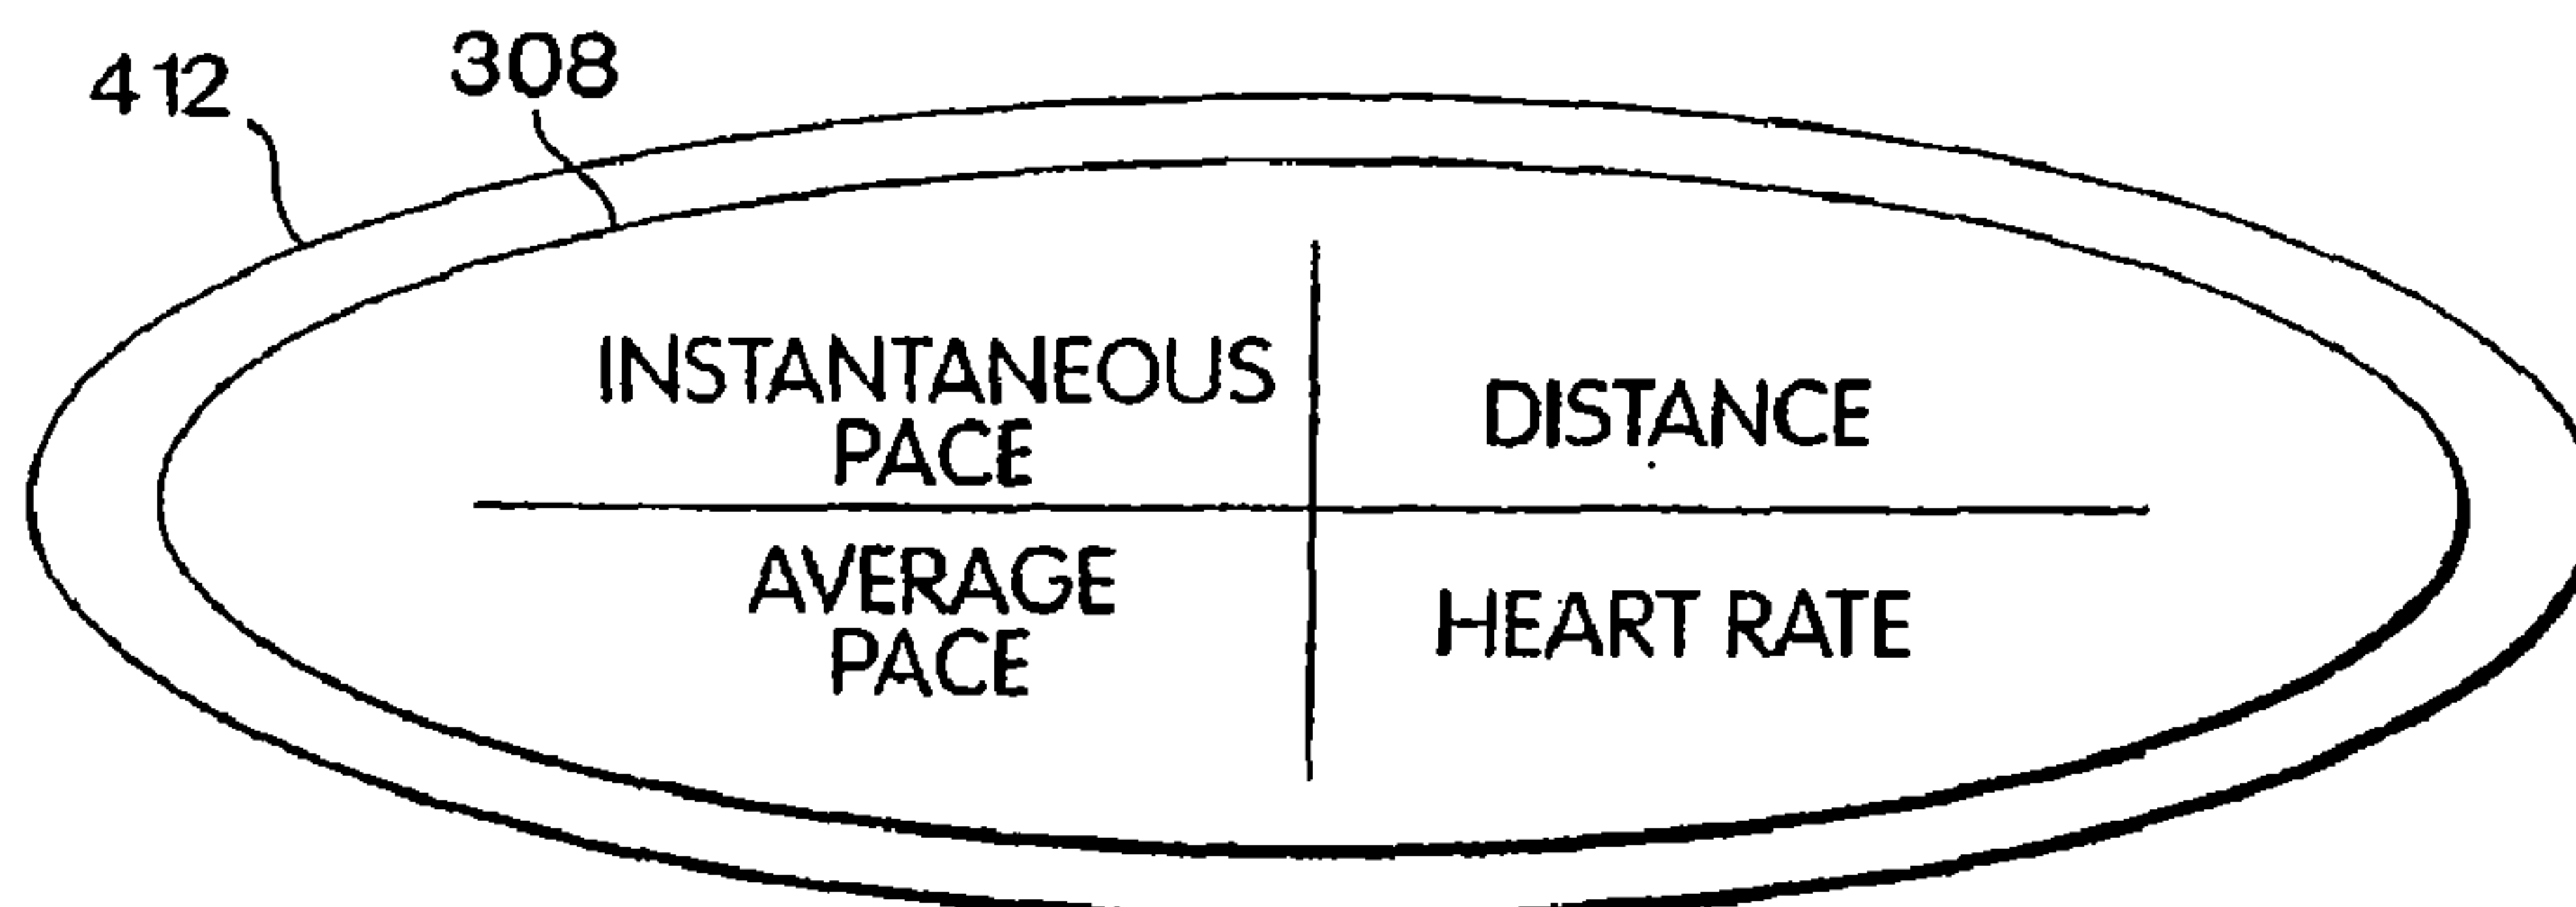 412
308
INSTANTANEOUS
PACE
DISTANCE
AVERAGE
PACE
HEART RATE